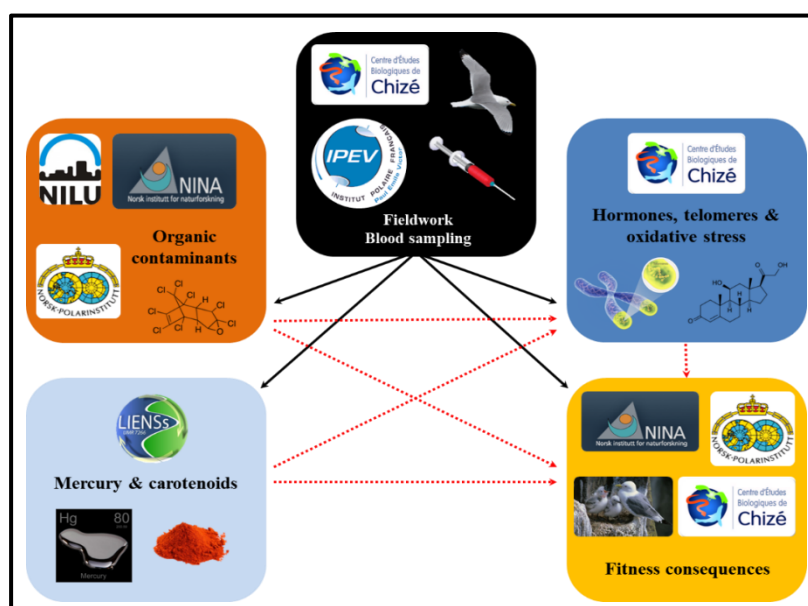 Centre d'Études
Biologiques de
Chizé
IPEV
INSTITUT POLAIRE FRANÇAIS
Paul Emile Victor
Fieldwork
Blood sampling
NILU
NINA
Norsk institutt for naturforskning
Organic
contaminants
NORSK-POLARINSTITUTT
Cl
Cl
Cl
Cl
Cl
Cl
H
H
O
Centre d'Études
Biologiques de
Chizé
Hormones, telomeres &
oxidative stress
O
OH
HO
H
H
H
O
LIENSs
Mercury & carotenoids
Hg
80
Mercury
NINA
Norsk institutt for naturforskning
NORSK-POLARINSTITUTT
Centre d'Études
Biologiques de
Chizé
Fitness consequences